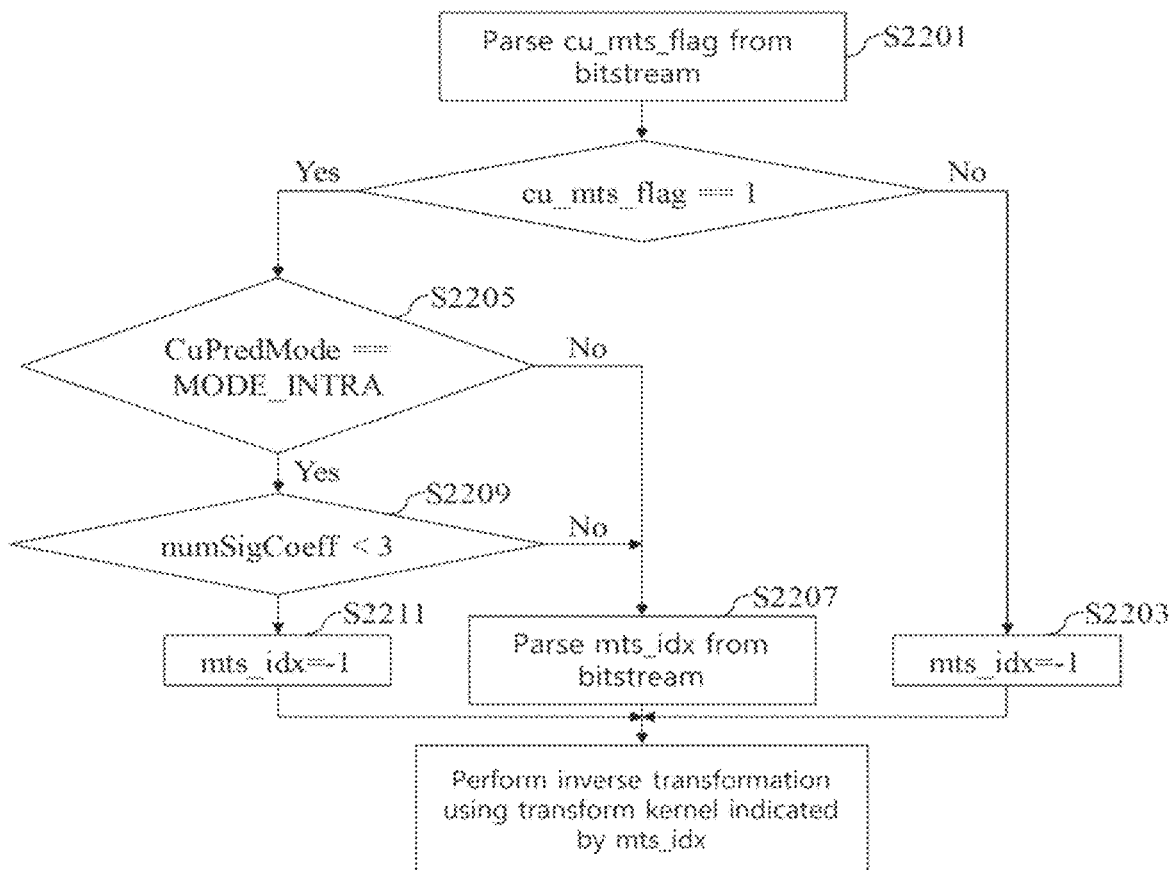 Parse cu_mts_flag from
bitstream
S2201
Yes
cu_mts_flag == 1
No
S2205
CuPredMode ==
MODE_INTRA
No
Yes
S2209
numSigCoeff < 3
No
S2211
mts_idx=-1
S2207
Parse mts_idx from
bitstream
S2203
mts_idx=-1
Perform inverse transformation
using transform kernel indicated
by mts_idx